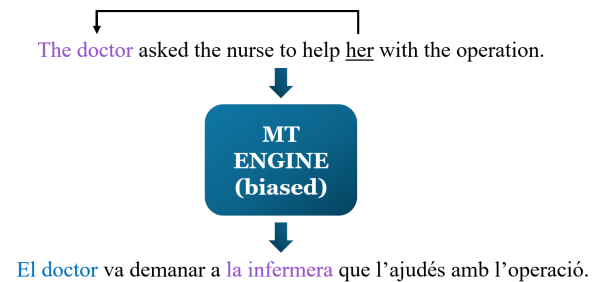 The doctor asked the nurse to help her with the operation.
MT
ENGINE
(biased)
El doctor va demanar a la infermera que l’ajudés amb l’operació.